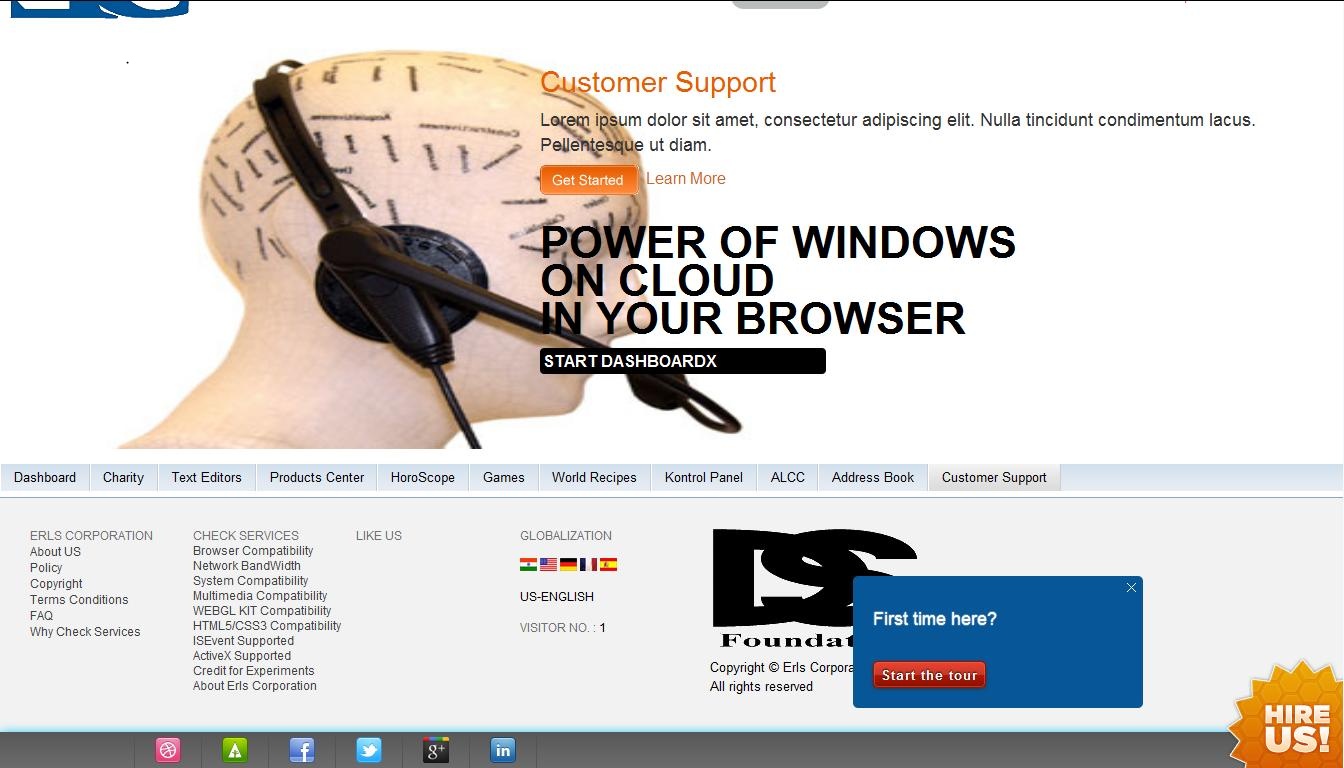 Customer Support
Lorem ipsum dolor sit amet, consectetur adipiscing elit. Nulla tincidunt condimentum lacus.
Pellentesque ut diam.
Get Started Learn More
POWER OF WINDOWS
ON CLOUD
IN YOUR BROWSER
START DASHBOARDX
Dashboard Charity Text Editors Products Center HoroScope Games World Recipes Kontrol Panel ALCC Address Book Customer Support
ERLS CORPORATION
About US
Policy
Copyright
Terms Conditions
FAQ
Why Check Services
CHECK SERVICES
Browser Compatibility
Network BandWidth
System Compatibility
Multimedia Compatibility
WEBGL KIT Compatibility
HTML5/CSS3 Compatibility
ISEvent Supported
ActiveX Supported
Credit for Experiments
About Erls Corporation
LIKE US
GLOBALIZATION
US-ENGLISH
VISITOR NO. : 1
DS
Foundat
Copyright © Erls Corpora
All rights reserved
First time here?
Start the tour
HIRE
US!
g+
in